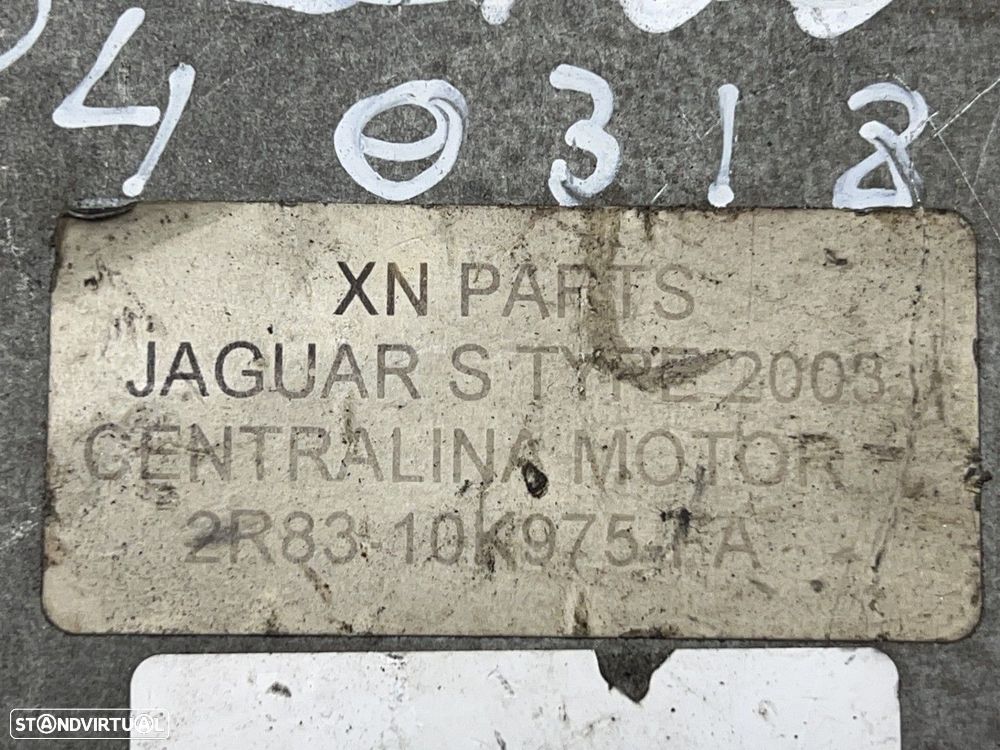 40318
XN PARTS
JAGUAR S TYPE 2003
CENTRALINA MOTOR -
2R83-10K975-FA
STANDVIRTUAL